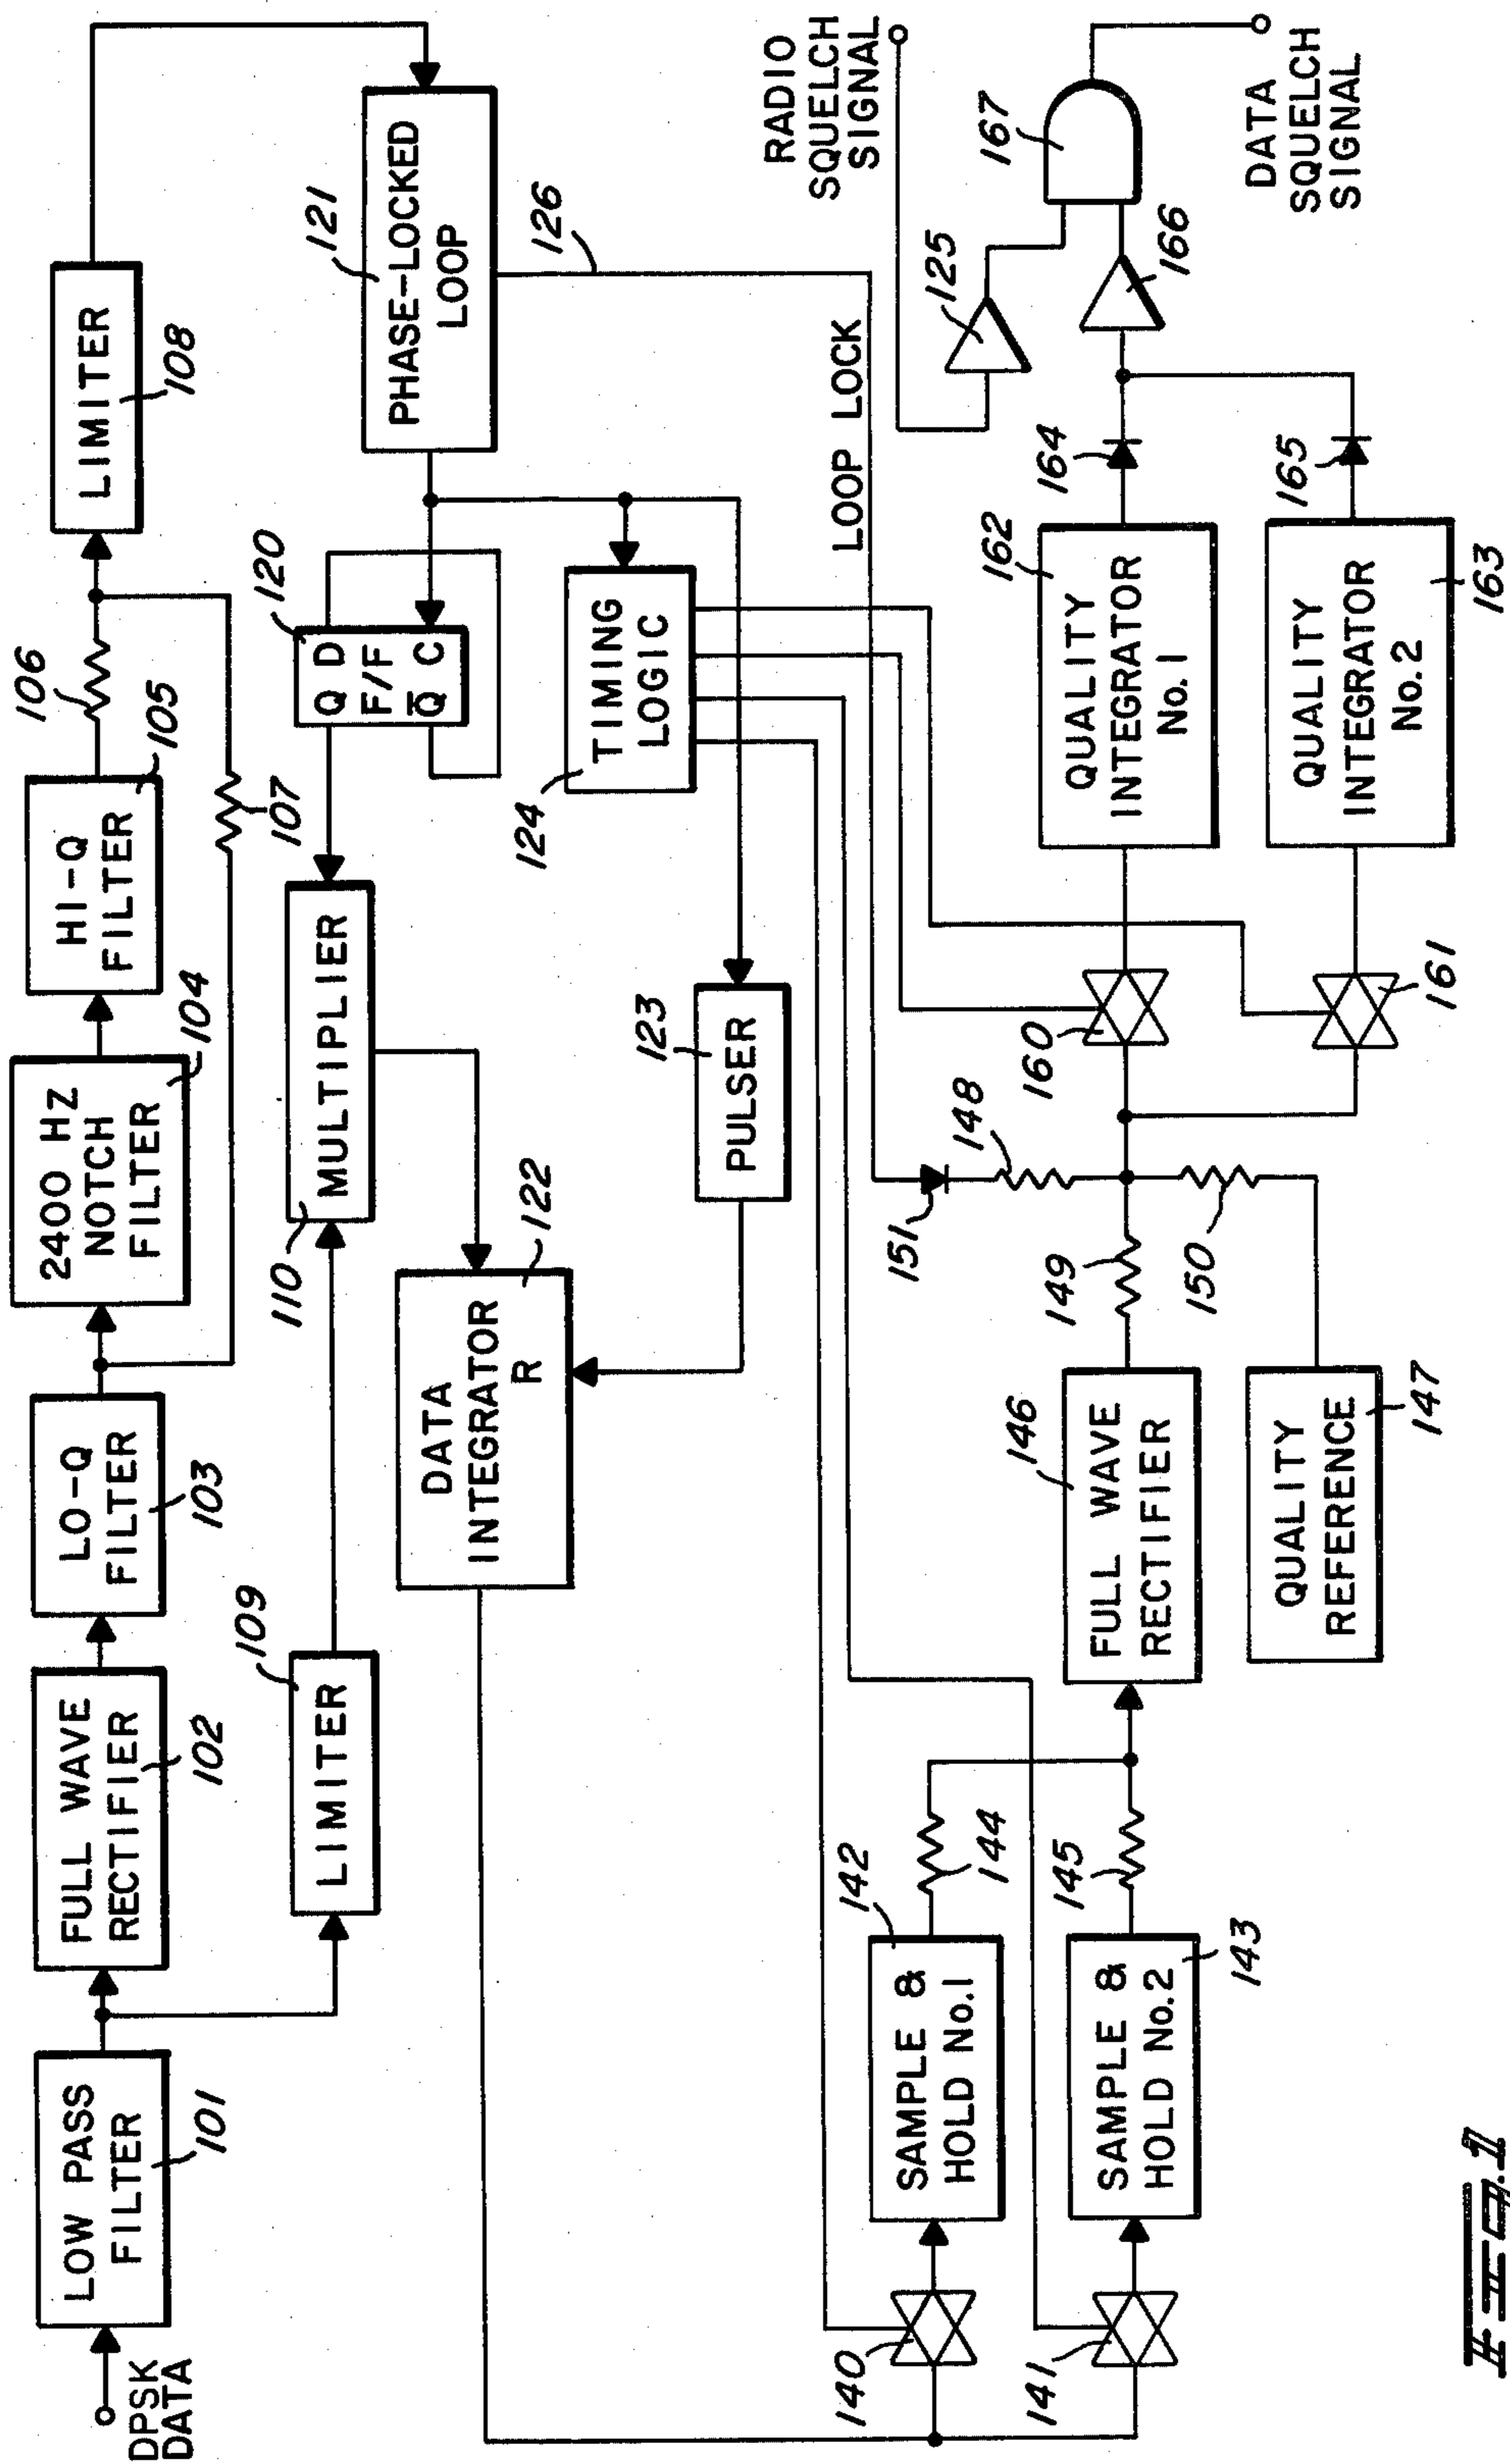 DPSK
DATA
LOW PASS
FILTER
101
FULL WAVE
RECTIFIER
102
LO-Q
FILTER
103
2400 HZ
NOTCH
FILTER
104
HI-Q
FILTER
105
106
107
LIMITER
108
LIMITER
109
110
MULTIPLIER
120
Q D
F/F
Q̅ C
121
PHASE-LOCKED
LOOP
126
DATA
INTEGRATOR
R
122
123
PULSER
124
TIMING
LOGIC
LOOP LOCK
RADIO
SQUELCH
SIGNAL
125
140
142
SAMPLE &
HOLD No.1
144
141
SAMPLE &
HOLD No.2
143
145
146
FULL WAVE
RECTIFIER
QUALITY
REFERENCE
147
149
150
151
148
160
161
162
QUALITY
INTEGRATOR
No.1
QUALITY
INTEGRATOR
No.2
163
164
165
166
167
DATA
SQUELCH
SIGNAL
FIG.1